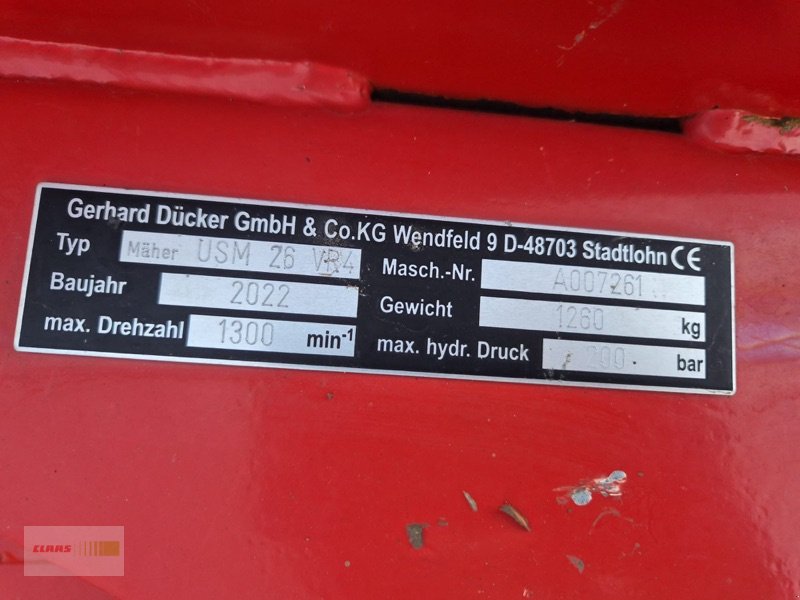 Gerhard Dücker GmbH & Co.KG Wendfeld 9 D-48703 Stadtlohn CE
Typ Mäher USM 26 VR4
Baujahr 2022
max. Drehzahl 1300 min-1
Masch.-Nr. A007261
Gewicht 1260 kg
max. hydr. Druck 200 bar
CLAAS